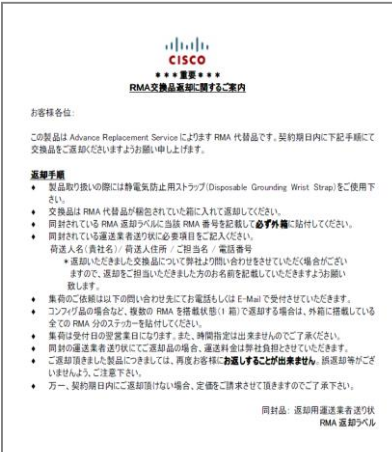 CISCO
***重要***
RMA交換品返却に関するご案内
お客様各位:
この製品は Advance Replacement Service によります RMA 代替品です。契約期日内に下記手順にて
交換品をご返却くださいますようお願い申し上げます。
返却手順
♦ 製品取り扱いの際には静電気防止用ストラップ(Disposable Grounding Wrist Strap)をご使用下
さい。
♦ 交換品は RMA 代替品が梱包されていた箱に入れて返却してください。
♦ 同封されている RMA 返却ラベルに当該 RMA 番号を記載して必ず外箱に貼付してください。
♦ 同封されている運送業者送り状に必要項目をご記入ください。
荷送人名(貴社名)/ 荷送人住所 / ご担当名 / 電話番号
*返却いただきました交換品について弊社より問い合わせをさせていただく場合がござい
ますので、返却をご担当いただきました方のお名前を記載していただきますようお願い
致します。
♦ 集荷のご依頼は以下の問い合わせ先にてお電話もしくは E-Mail で受付させていただきます。
♦ コンフィグ品の場合など、複数の RMA を搭載状態(1 箱)で返却する場合は、外箱に搭載している
全ての RMA 分のステッカーを貼付してください。
♦ 集荷は受付日の翌営業日になります。また、時間指定は出来ませんのでご了承ください。
♦ 同封の運送業者送り状にてご返却品の場合、運送料金は弊社負担とさせていただきます。
♦ ご返却頂きました製品につきましては、再度お客様にお返しすることが出来ません。誤返却等がござ
いませんよう、ご注意下さい。
♦ 万一、契約期日内にご返却頂けない場合、定価をご請求させて頂きますのでご了承下さい。
同封品: 返却用運送業者送り状
RMA 返却ラベル